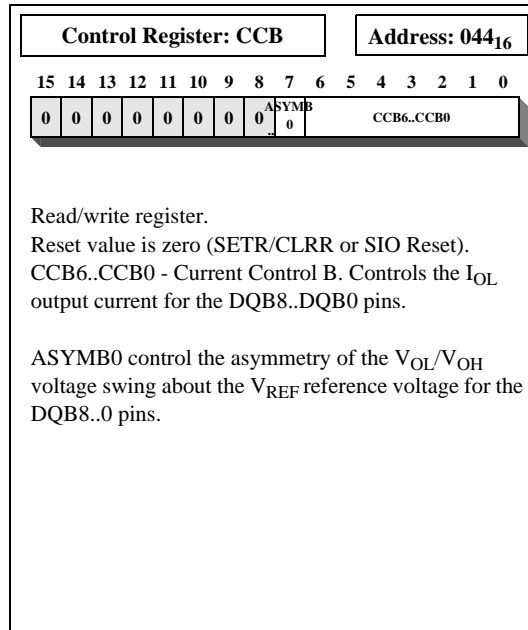 Control Register: CCB
Address: 044₁₆
15 14 13 12 11 10 9 8 7 6 5 4 3 2 1 0
0 0 0 0 0 0 0 0 .. ASYMB 0 CCB6..CCB0
Read/write register.
Reset value is zero (SETR/CLRR or SIO Reset).
CCB6..CCB0 - Current Control B. Controls the I_OL
output current for the DQB8..DQB0 pins.
ASYMB0 control the asymmetry of the V_OL/V_OH
voltage swing about the V_REF reference voltage for the
DQB8..0 pins.